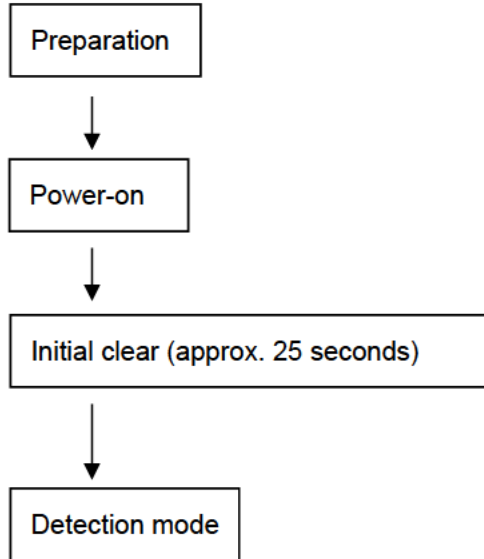 Preparation
Power-on
Initial clear (approx. 25 seconds)
Detection mode